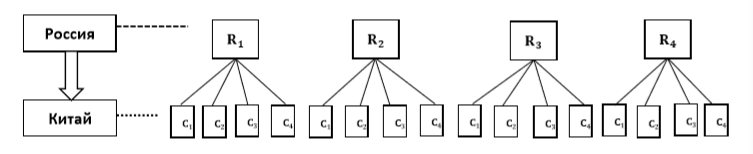 Россия R₁ R₂ R₃ R₄
Китай c₁ c₂ c₃ c₄ c₁ c₂ c₃ c₄ c₁ c₂ c₃ c₄ c₁ c₂ c₃ c₄